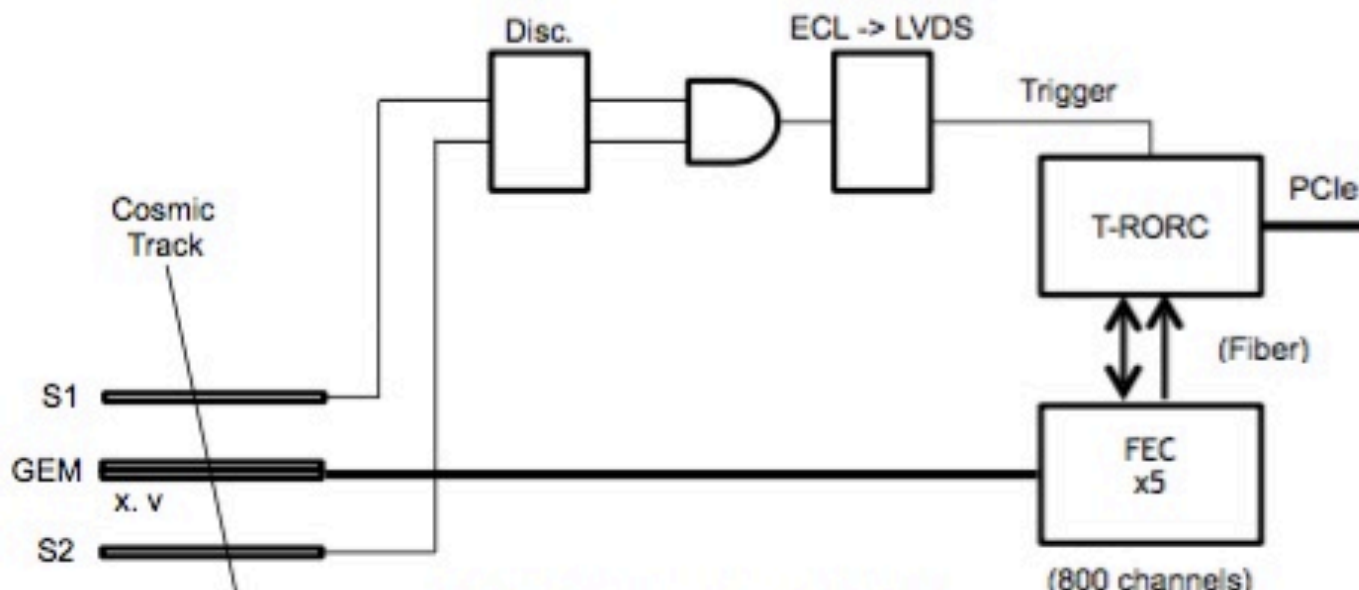 Disc.
ECL -> LVDS
Trigger
Cosmic
Track
PCIe
T-RORC
(Fiber)
S1
GEM
x. v
S2
FEC
x5
(800 channels)